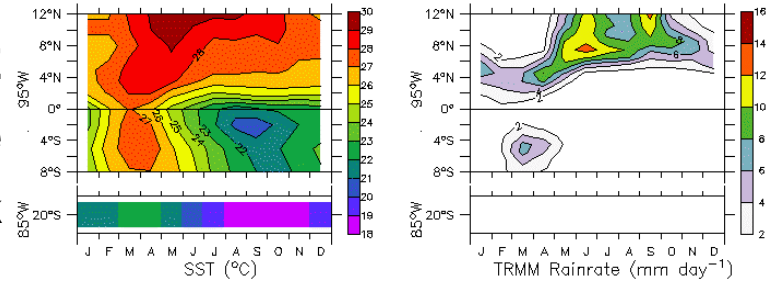 12°N
8°N
4°N
0°
4°S
8°S
95°W
28
27
26
25
24
23
22
30
29
28
27
26
25
24
23
22
21
20
19
18
20°S
85°W
J F M A M J J A S O N D
SST (°C)
12°N
8°N
4°N
0°
4°S
8°S
95°W
2
6
4
2
2
16
14
12
11
10
8
6
4
2
20°S
85°W
J F M A M J J A S O N D
TRMM Rainrate (mm day⁻¹)